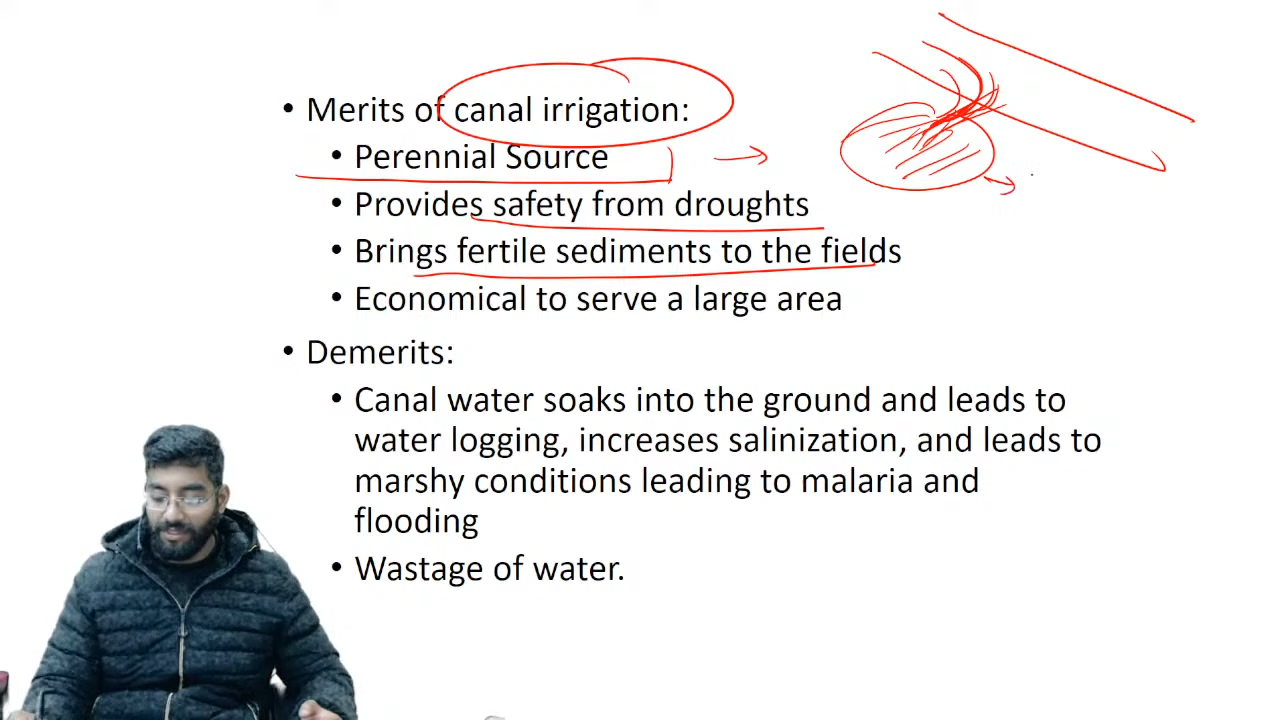 • Merits of canal irrigation:
• Perennial Source
• Provides safety from droughts
• Brings fertile sediments to the fields
• Economical to serve a large area
• Demerits:
• Canal water soaks into the ground and leads to
water logging, increases salinization, and leads to
marshy conditions leading to malaria and
flooding
• Wastage of water.